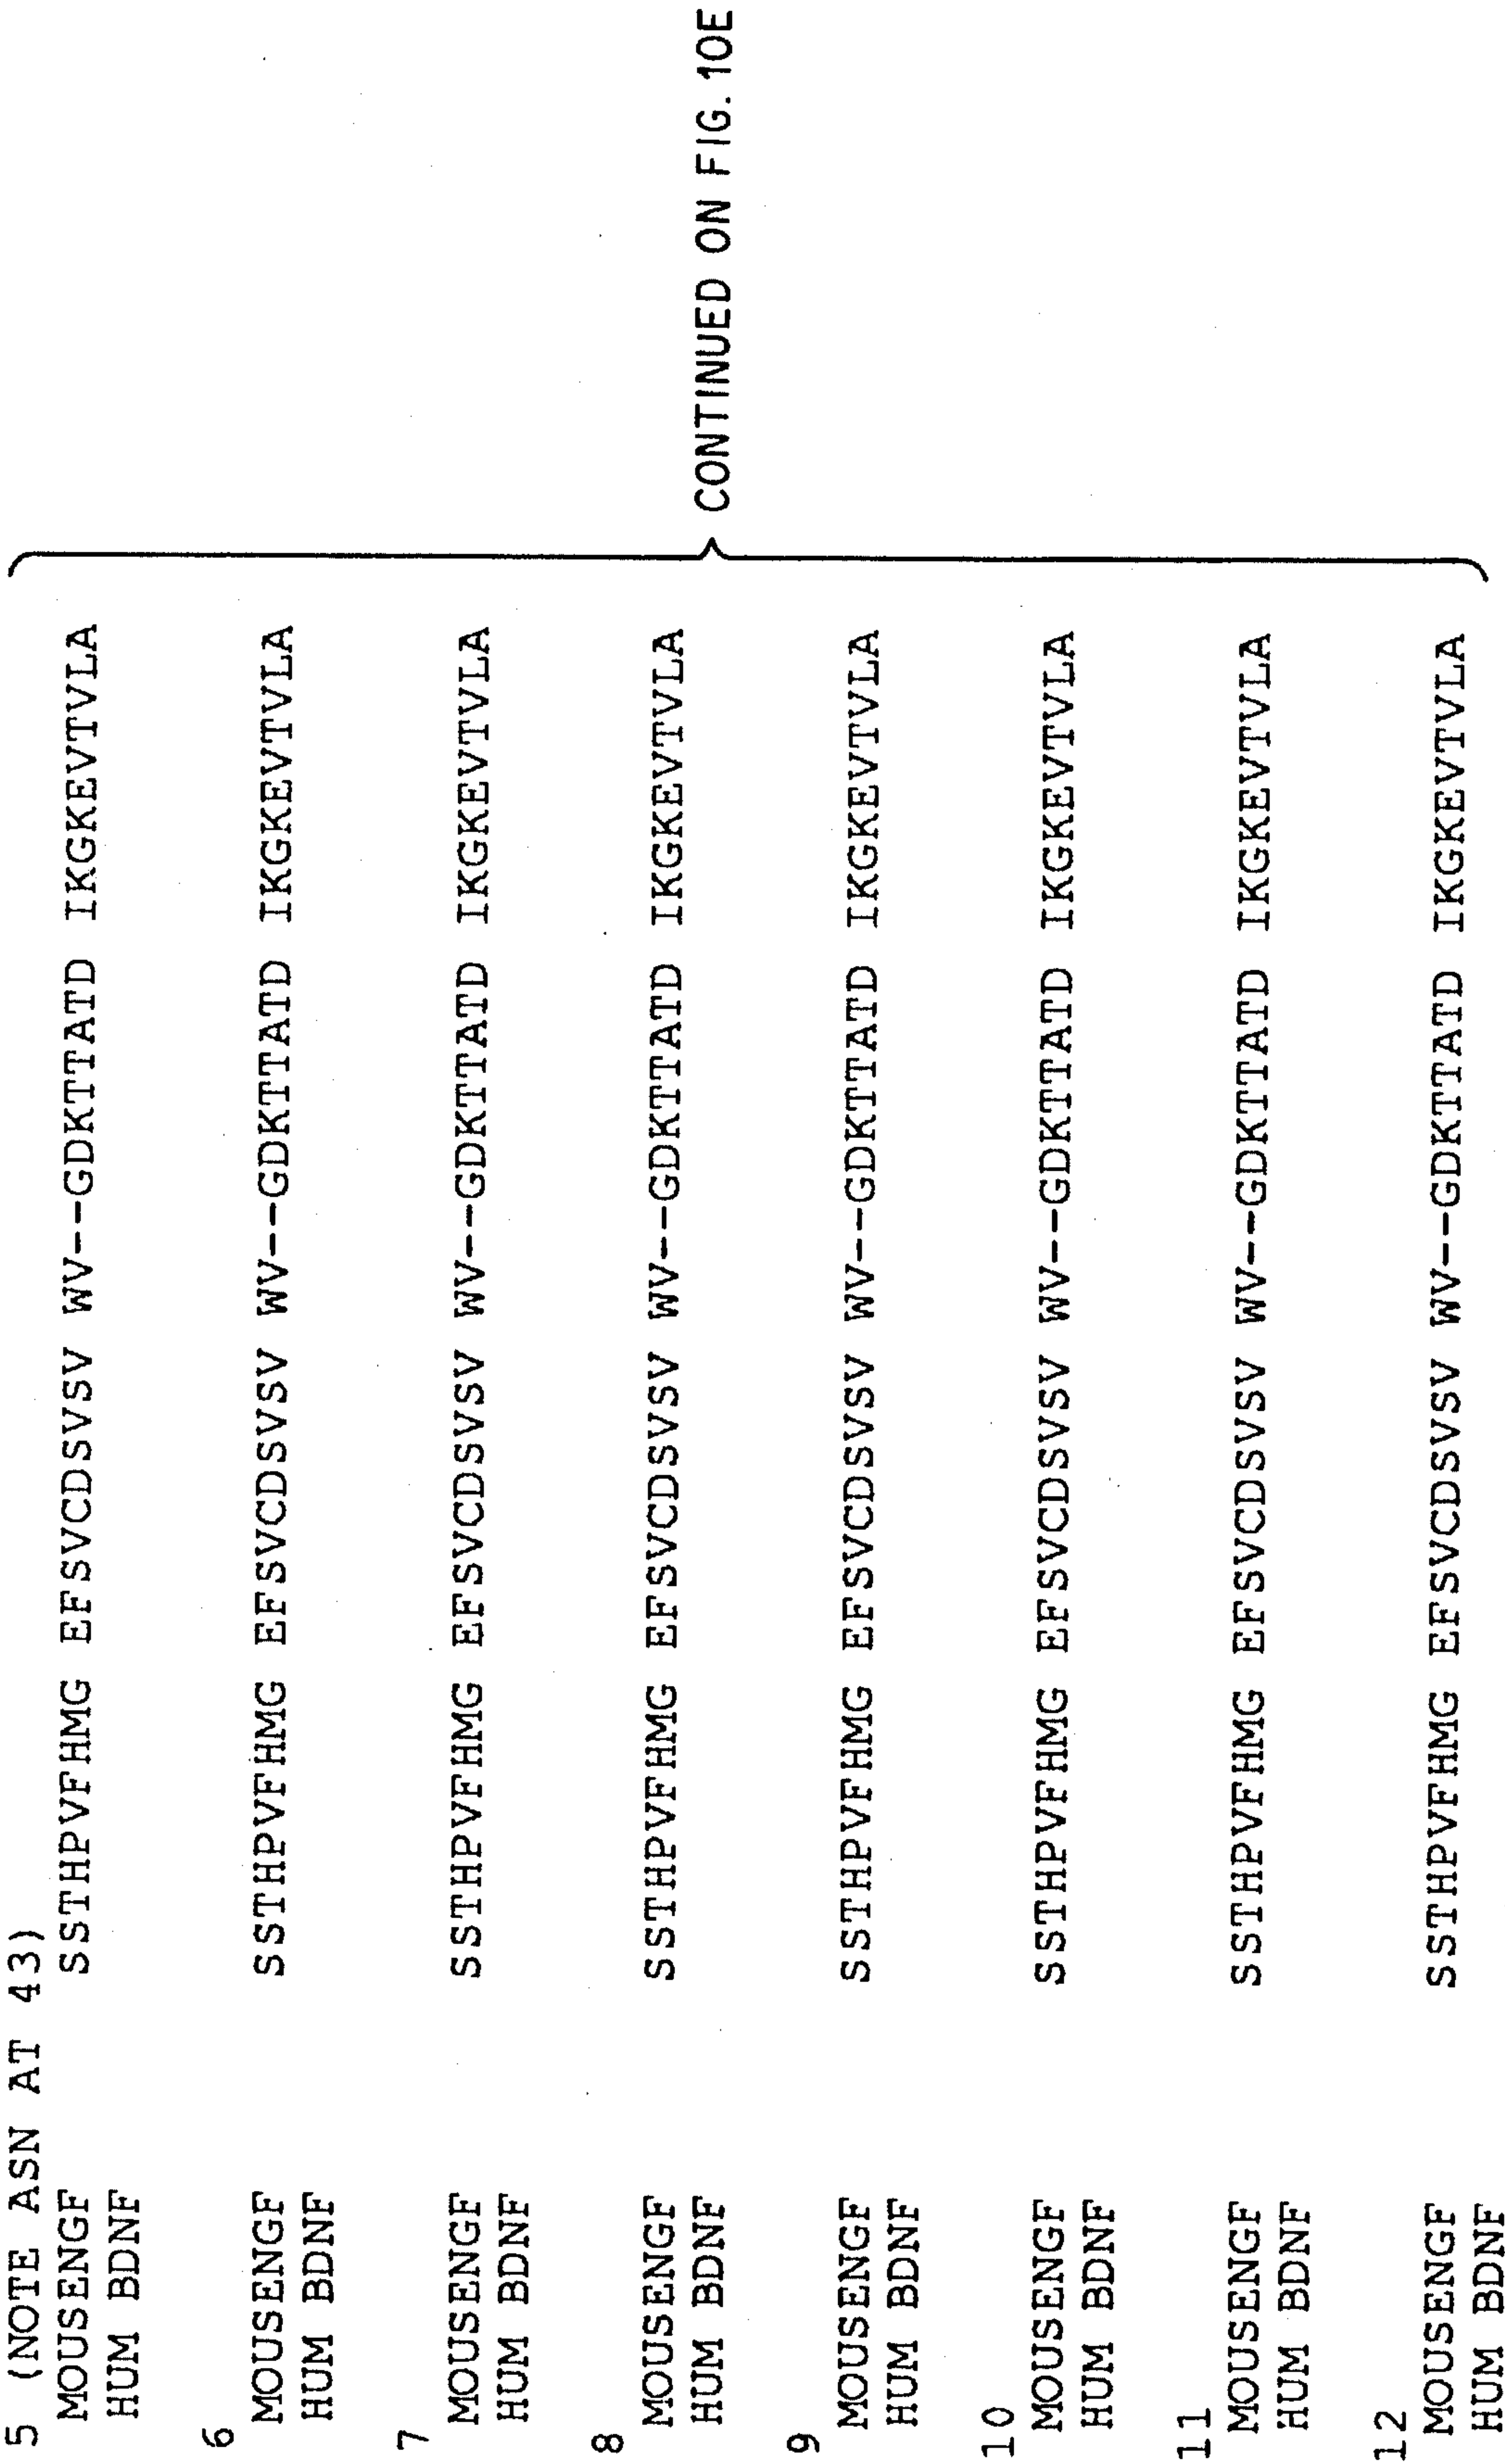 5 (NOTE ASN AT 43)
MOUSENGF SSTHPVFHMG EFSVCDSVSV WV--GDKTTATD IKGKEVTVLA
HUM BDNF
6
MOUSENGF SSTHPVFHMG EFSVCDSVSV WV--GDKTTATD IKGKEVTVLA
HUM BDNF
7
MOUSENGF SSTHPVFHMG EFSVCDSVSV WV--GDKTTATD IKGKEVTVLA
HUM BDNF
8
MOUSENGF SSTHPVFHMG EFSVCDSVSV WV--GDKTTATD IKGKEVTVLA
HUM BDNF
9
MOUSENGF SSTHPVFHMG EFSVCDSVSV WV--GDKTTATD IKGKEVTVLA
HUM BDNF
10
MOUSENGF SSTHPVFHMG EFSVCDSVSV WV--GDKTTATD IKGKEVTVLA
HUM BDNF
11
MOUSENGF SSTHPVFHMG EFSVCDSVSV WV--GDKTTATD IKGKEVTVLA
HUM BDNF
12
MOUSENGF SSTHPVFHMG EFSVCDSVSV WV--GDKTTATD IKGKEVTVLA
HUM BDNF
CONTINUED ON FIG. 10E